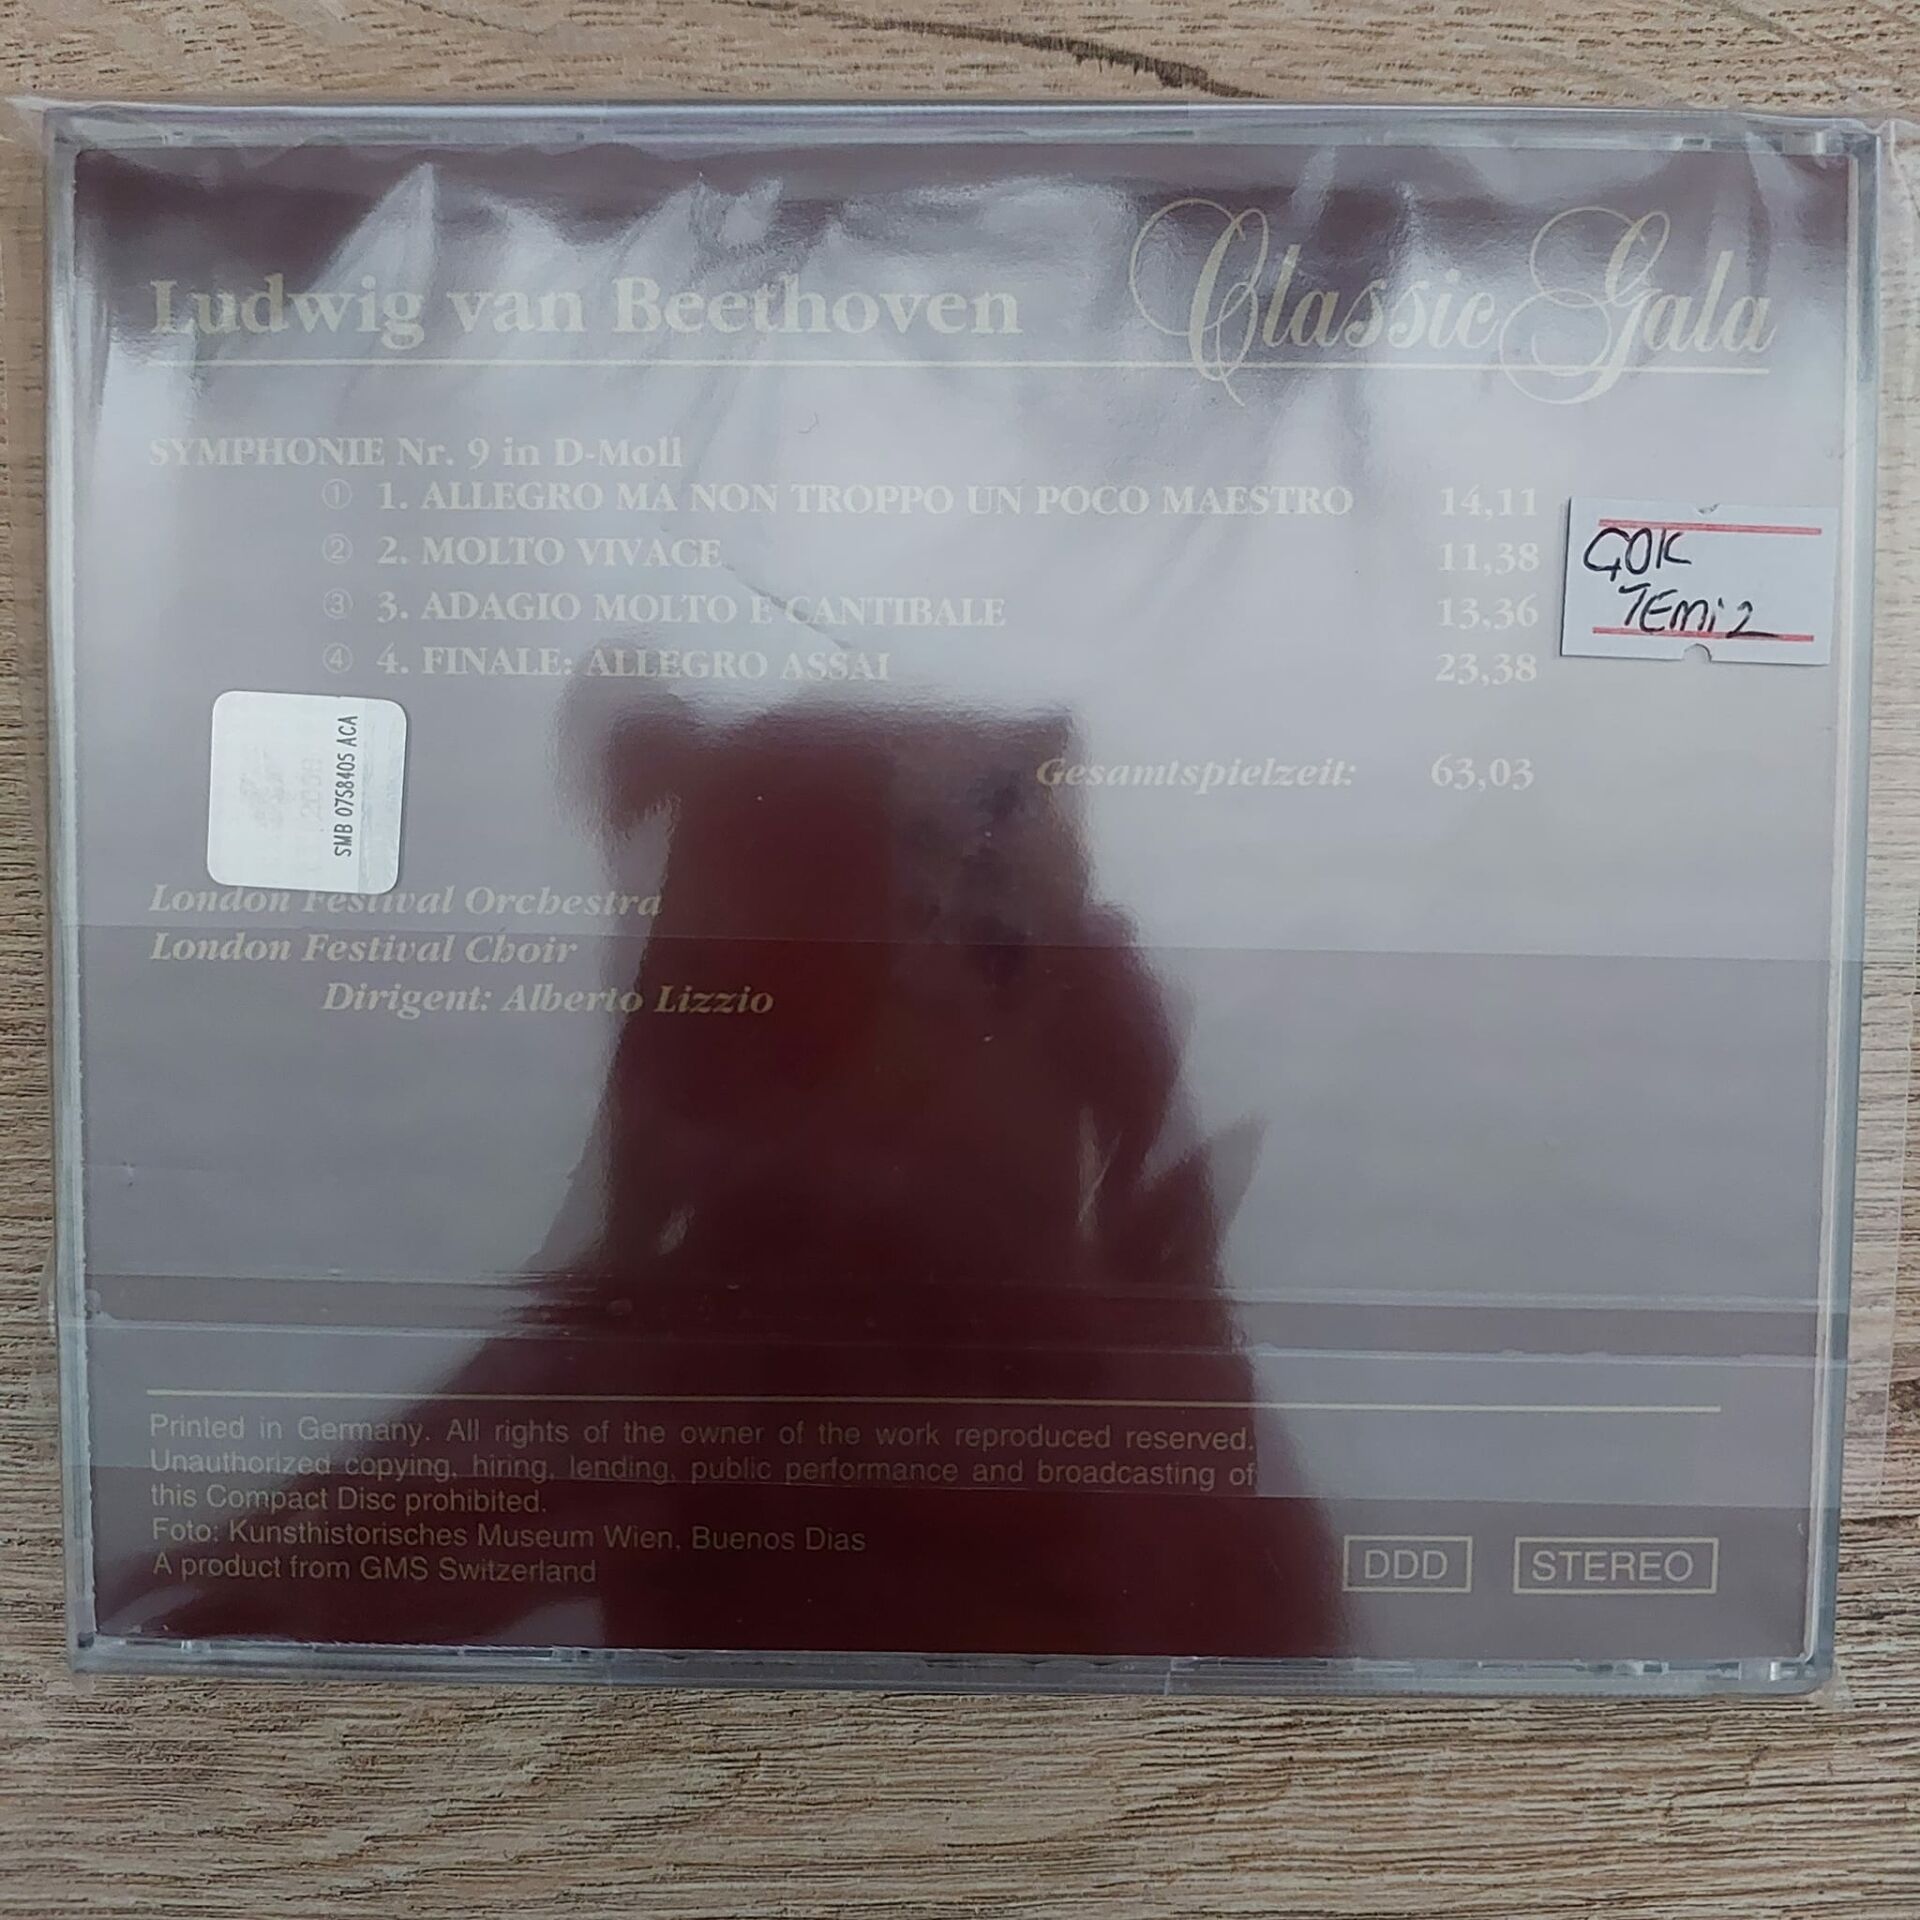 Ludwig van Beethoven Classic Gala
SYMPHONIE Nr. 9 in D-Moll
① 1. ALLEGRO MA NON TROPPO UN POCO MAESTRO 14,11
② 2. MOLTO VIVACE 11,38
③ 3. ADAGIO MOLTO E CANTIBALE 13,36
④ 4. FINALE: ALLEGRO ASSAI 23,38
ÇOK
TEMİZ
Gesamtspielzeit: 63,03
SMB 0758405 ACA
London Festival Orchestra
London Festival Choir
Dirigent: Alberto Lizzio
Printed in Germany. All rights of the owner of the work reproduced reserved.
Unauthorized copying, hiring, lending, public performance and broadcasting of
this Compact Disc prohibited.
Foto: Kunsthistorisches Museum Wien, Buenos Dias
A product from GMS Switzerland
DDD STEREO